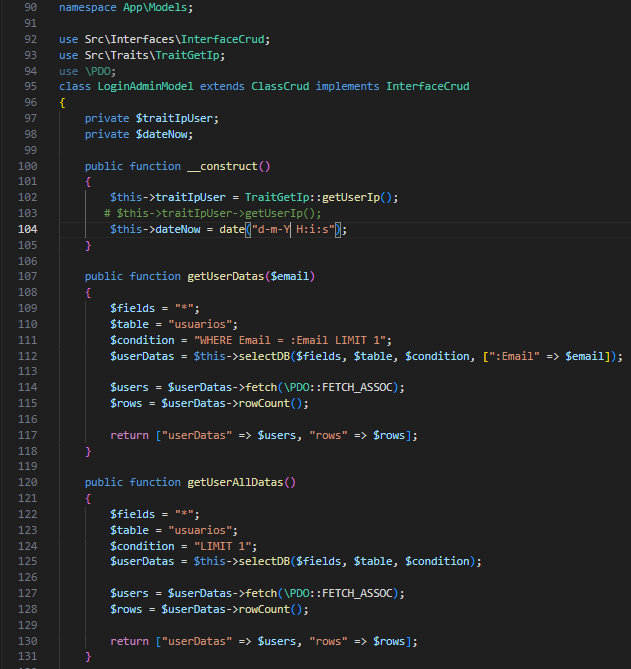 90 namespace App\Models;
91
92 use Src\Interfaces\InterfaceCrud;
93 use Src\Traits\TraitGetIp;
94 use \PDO;
95 class LoginAdminModel extends ClassCrud implements InterfaceCrud
96 {
97 private $traitIpUser;
98 private $dateNow;
99
100 public function __construct()
101 {
102 $this->traitIpUser = TraitGetIp::getUserIp();
103 # $this->traitIpUser->getUserIp();
104 $this->dateNow = date("d-m-Y H:i:s");
105 }
106
107 public function getUserDatas($email)
108 {
109 $fields = "*";
110 $table = "usuarios";
111 $condition = "WHERE Email = :Email LIMIT 1";
112 $userDatas = $this->selectDB($fields, $table, $condition, [":Email" => $email]);
113
114 $users = $userDatas->fetch(\PDO::FETCH_ASSOC);
115 $rows = $userDatas->rowCount();
116
117 return ["userDatas" => $users, "rows" => $rows];
118 }
119
120 public function getUserAllDatas()
121 {
122 $fields = "*";
123 $table = "usuarios";
124 $condition = "LIMIT 1";
125 $userDatas = $this->selectDB($fields, $table, $condition);
126
127 $users = $userDatas->fetch(\PDO::FETCH_ASSOC);
128 $rows = $userDatas->rowCount();
129
130 return ["userDatas" => $users, "rows" => $rows];
131 }